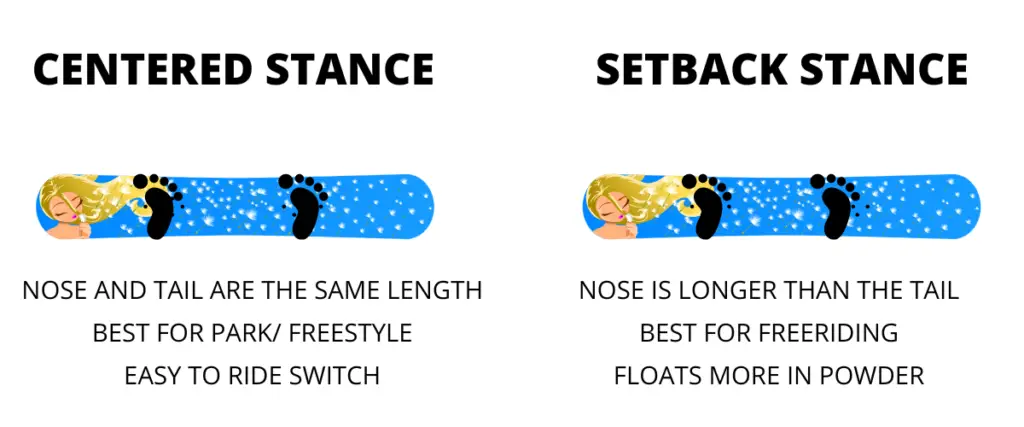 CENTERED STANCE
NOSE AND TAIL ARE THE SAME LENGTH
BEST FOR PARK/ FREESTYLE
EASY TO RIDE SWITCH
SETBACK STANCE
NOSE IS LONGER THAN THE TAIL
BEST FOR FREERIDING
FLOATS MORE IN POWDER